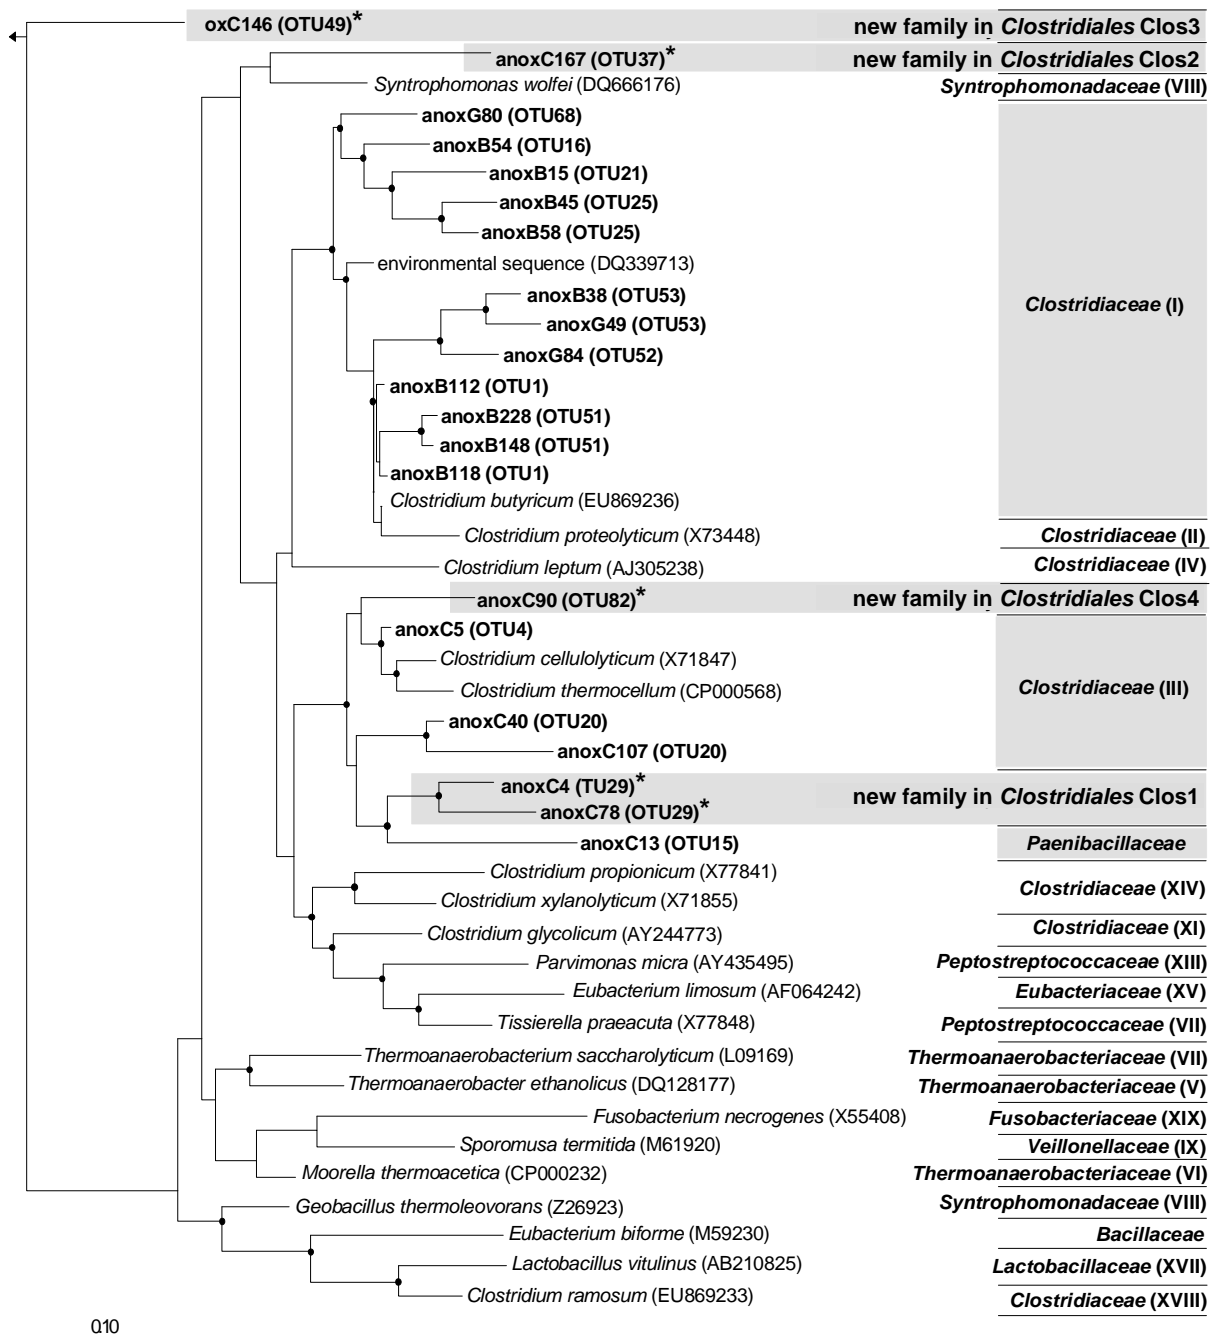 oxC146 (OTU49)* new family in Clostridiales Clos3
anoxC167 (OTU37)* new family in Clostridiales Clos2
Syntrophomonas wolfei (DQ666176) Syntrophomonadaceae (VIII)
anoxG80 (OTU68)
anoxB54 (OTU16)
anoxB15 (OTU21)
anoxB45 (OTU25)
anoxB58 (OTU25)
environmental sequence (DQ339713)
anoxB38 (OTU53)
Clostridiaceae (I)
anoxG49 (OTU53)
anoxG84 (OTU52)
anoxB112 (OTU1)
anoxB228 (OTU51)
anoxB148 (OTU51)
anoxB118 (OTU1)
Clostridium butyricum (EU869236)
Clostridium proteolyticum (X73448) Clostridiaceae (II)
Clostridium leptum (AJ305238) Clostridiaceae (IV)
anoxC90 (OTU82)* new family in Clostridiales Clos4
anoxC5 (OTU4)
Clostridium cellulolyticum (X71847)
Clostridium thermocellum (CP000568) Clostridiaceae (III)
anoxC40 (OTU20)
anoxC107 (OTU20)
anoxC4 (TU29)*
new family in Clostridiales Clos1
anoxC78 (OTU29)*
anoxC13 (OTU15) Paenibacillaceae
Clostridium propionicum (X77841)
Clostridiaceae (XIV)
Clostridium xylanolyticum (X71855)
Clostridium glycolicum (AY244773) Clostridiaceae (XI)
Parvimonas micra (AY435495) Peptostreptococcaceae (XIII)
Eubacterium limosum (AF064242) Eubacteriaceae (XV)
Tissierella praeacuta (X77848) Peptostreptococcaceae (VII)
Thermoanaerobacterium saccharolyticum (L09169) Thermoanaerobacteriaceae (VII)
Thermoanaerobacter ethanolicus (DQ128177) Thermoanaerobacteriaceae (V)
Fusobacterium necrogenes (X55408) Fusobacteriaceae (XIX)
Sporomusa termitida (M61920) Veillonellaceae (IX)
Moorella thermoacetica (CP000232) Thermoanaerobacteriaceae (VI)
Geobacillus thermoleovorans (Z26923) Syntrophomonadaceae (VIII)
Eubacterium biforme (M59230) Bacillaceae
Lactobacillus vitulinus (AB210825) Lactobacillaceae (XVII)
Clostridium ramosum (EU869233) Clostridiaceae (XVIII)
0.10